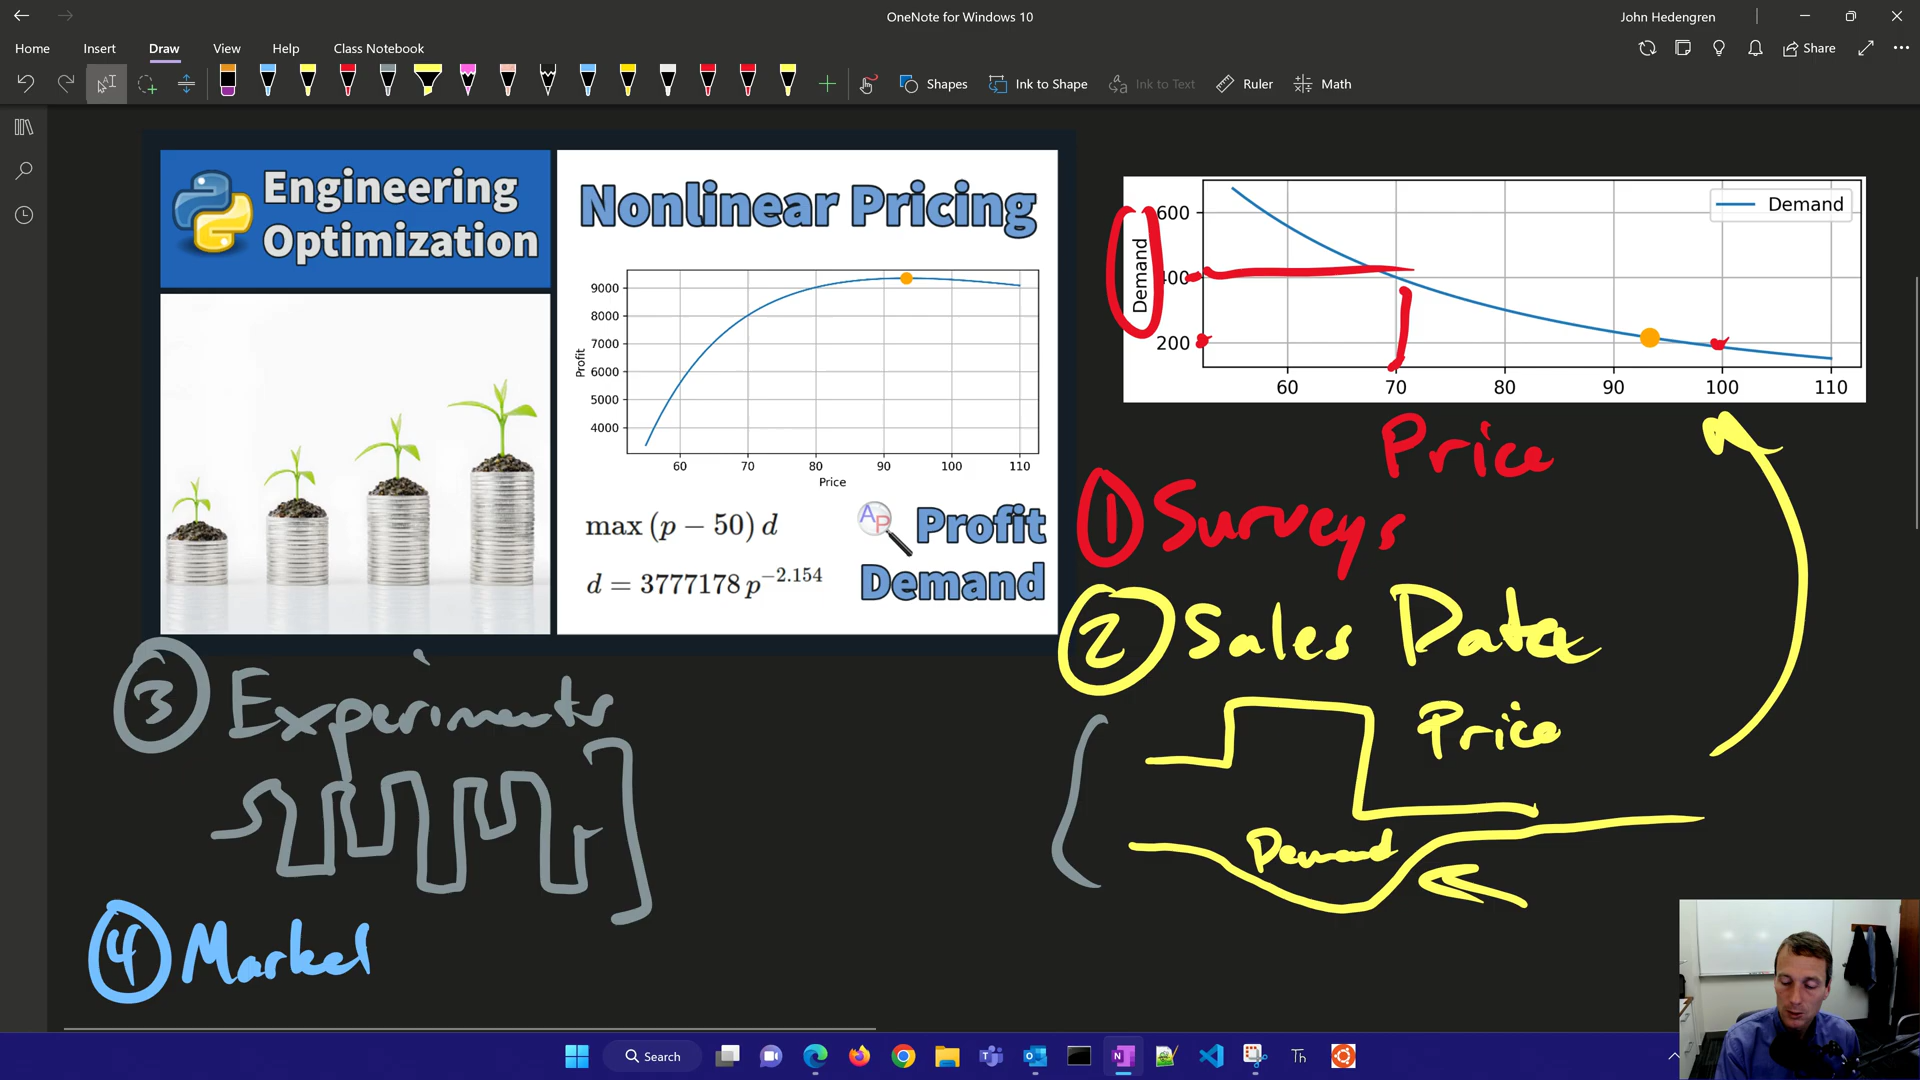 OneNote for Windows 10
John Hedengren
Home Insert Draw View Help Class Notebook
Share
Shapes Ink to Shape Ink to Text Ruler Math
Engineering
Optimization
Nonlinear Pricing
9000
8000
7000
6000
5000
4000
Profit
60 70 80 90 100 110
Price
max (p − 50) d
d = 3777178 p^−2.154
AP
Profit
Demand
Demand
600
400
200
Demand
60 70 80 90 100 110
Price
1 Surveys
2 Sales Data
Price
Demand
3 Experiments
4 Market
Search
Th